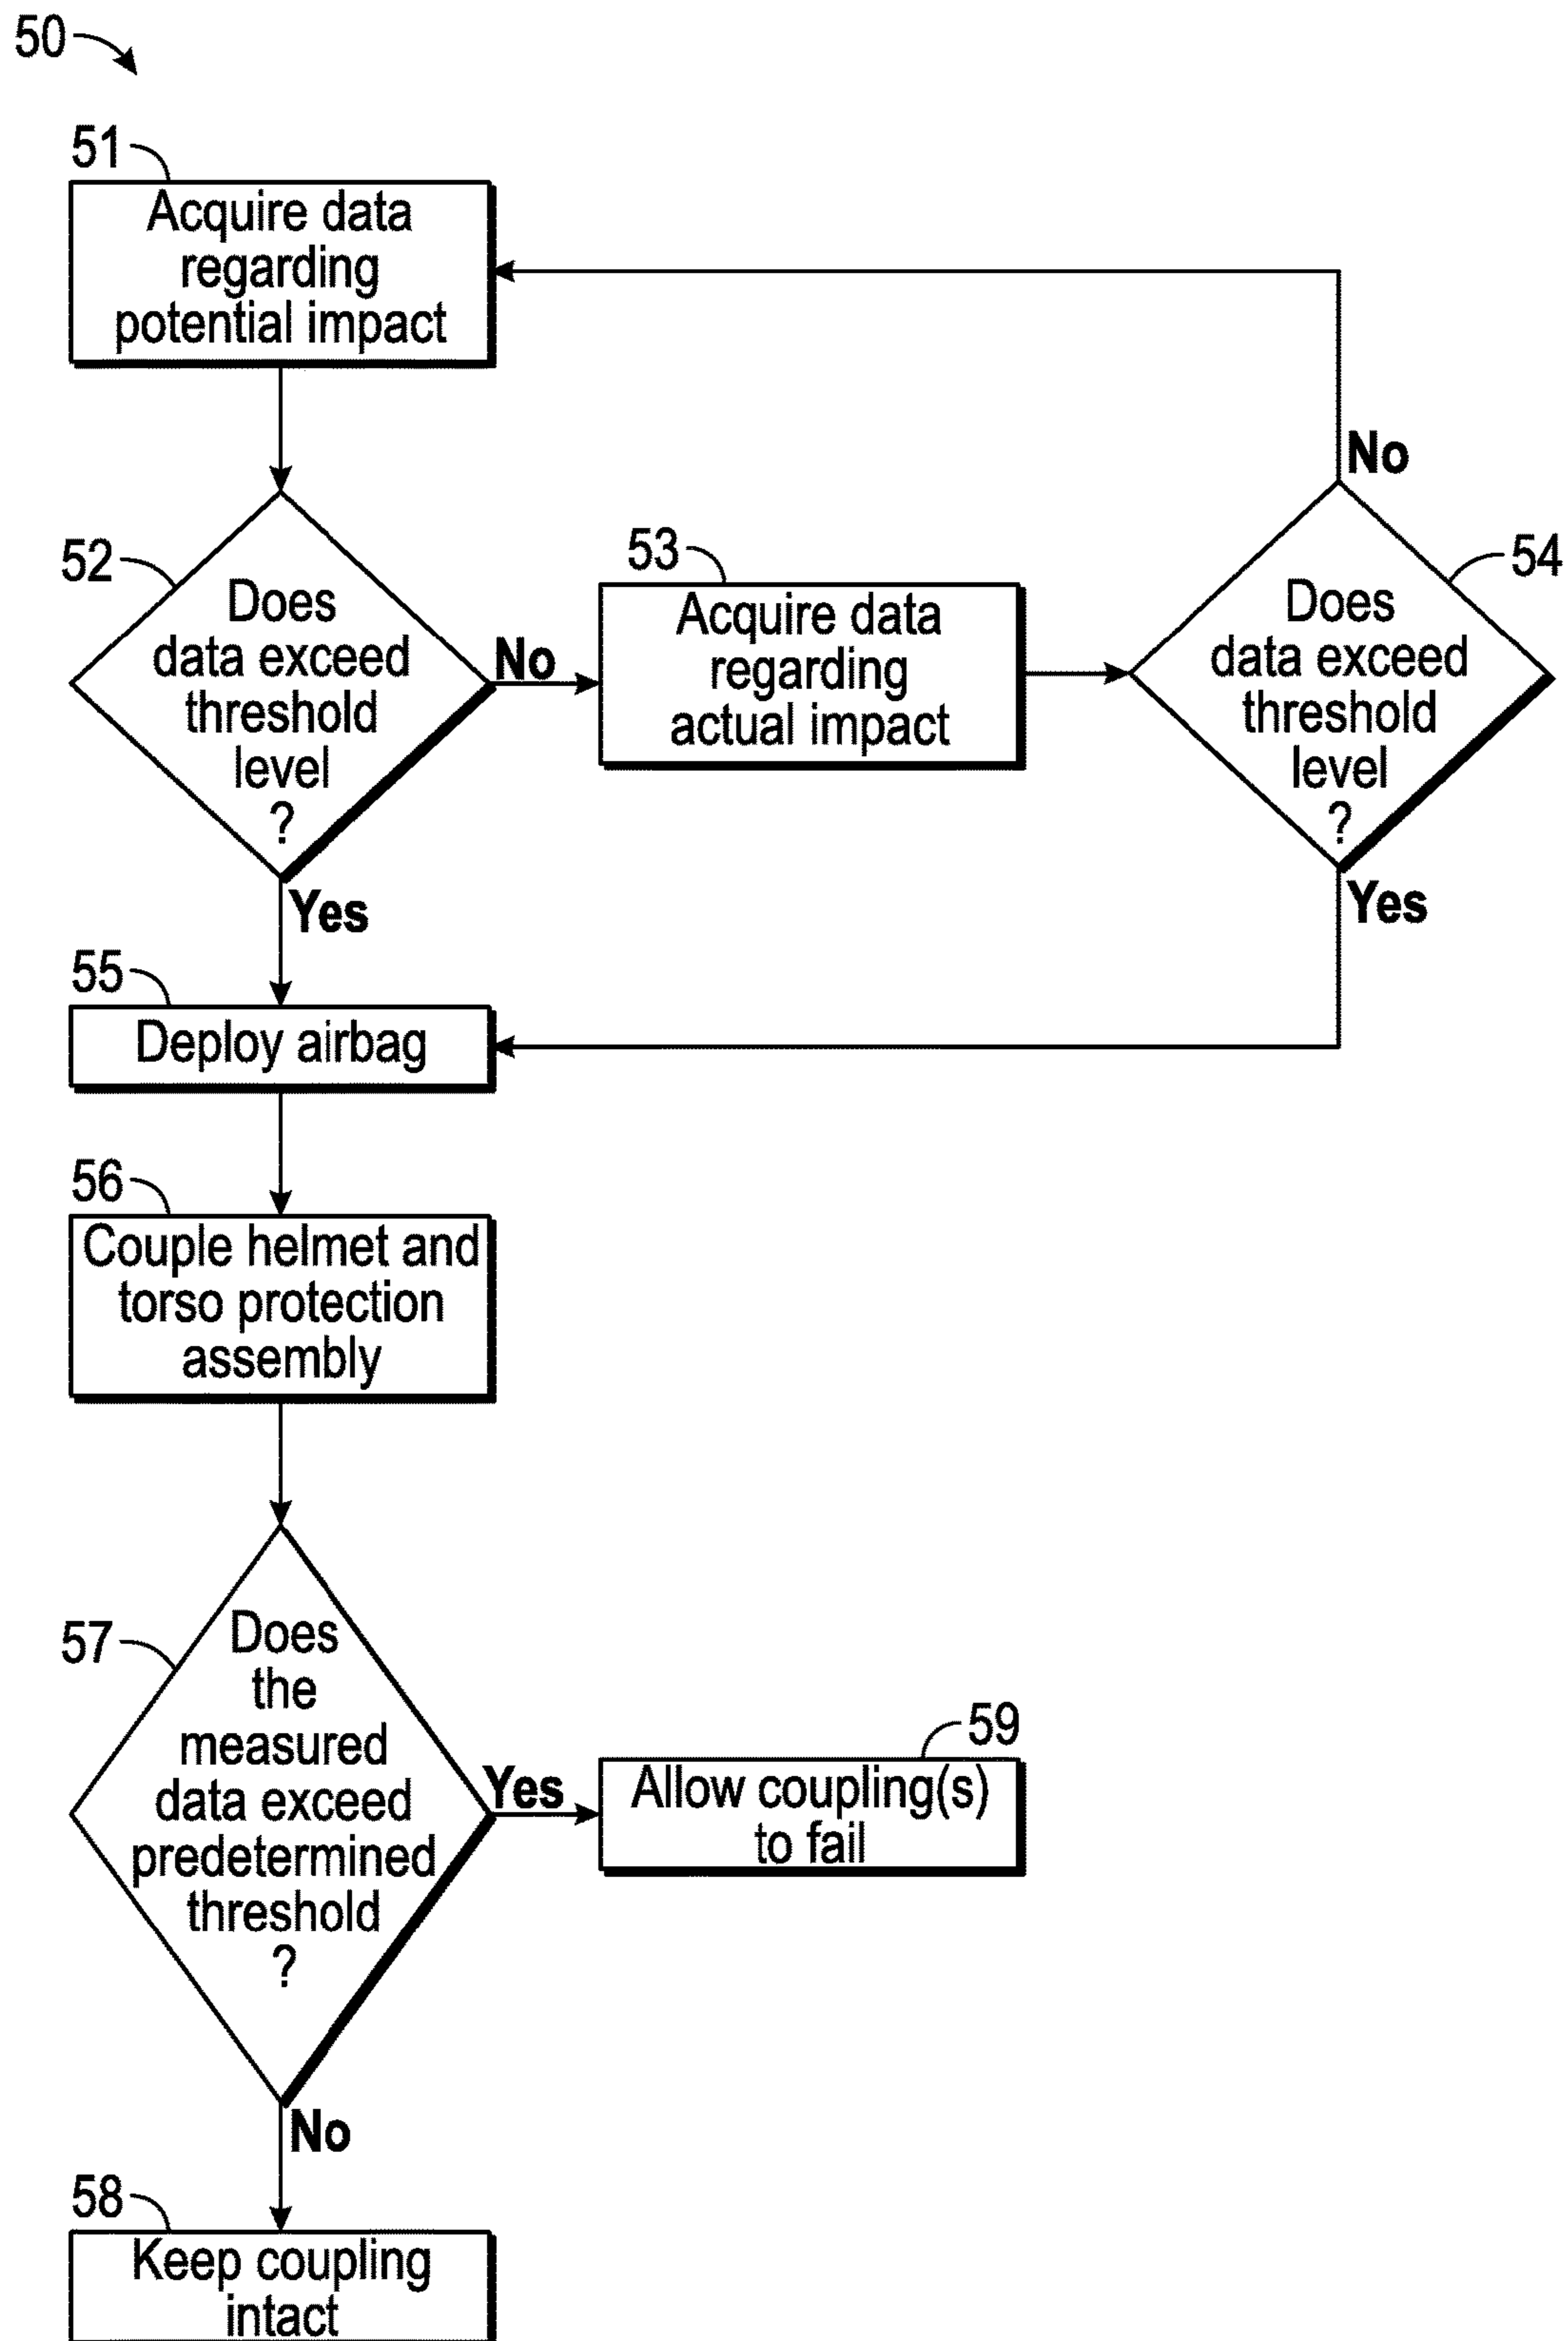 50
51
Acquire data
regarding
potential impact
52
Does
data exceed
threshold
level
?
No
Yes
53
Acquire data
regarding
actual impact
54
Does
data exceed
threshold
level
?
No
Yes
55
Deploy airbag
56
Couple helmet and
torso protection
assembly
57
Does
the
measured
data exceed
predetermined
threshold
?
Yes
No
59
Allow coupling(s)
to fail
58
Keep coupling
intact